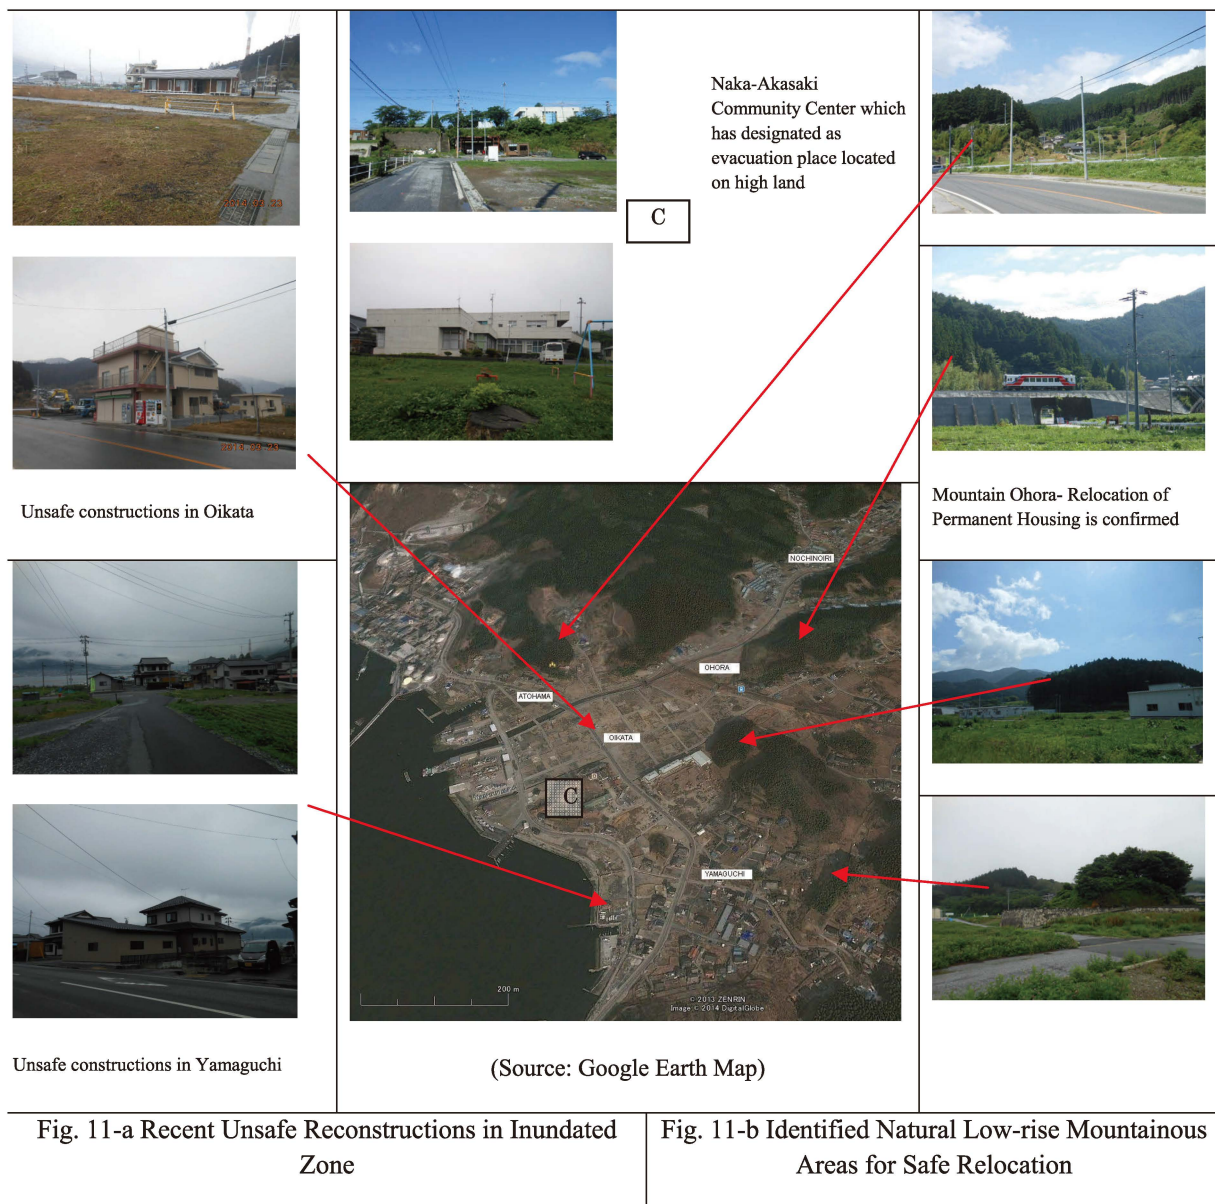 Naka-Akasaki
Community Center which
has designated as
evacuation place located
on high land
C
Unsafe constructions in Oikata
Mountain Ohora- Relocation of
Permanent Housing is confirmed
NOCHINOIRI
OHORA
ATOHAMA
OIKATA
C
YAMAGUCHI
200 m
© 2013 ZENRIN
Image © 2014 DigitalGlobe
Unsafe constructions in Yamaguchi
(Source: Google Earth Map)
Fig. 11-a Recent Unsafe Reconstructions in Inundated
Zone
Fig. 11-b Identified Natural Low-rise Mountainous
Areas for Safe Relocation